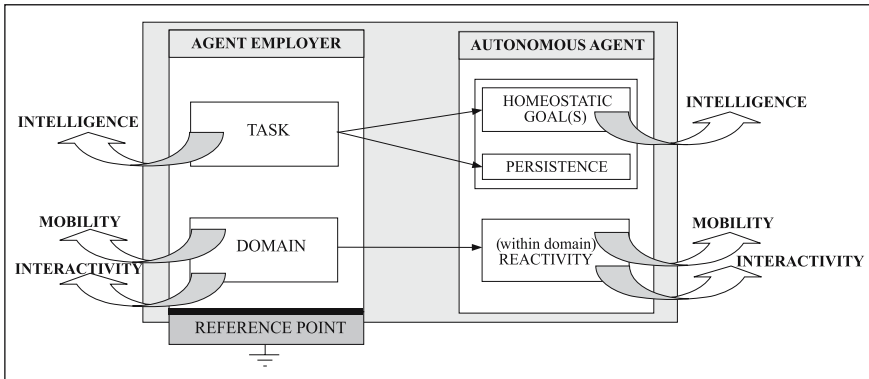 AGENT EMPLOYER
AUTONOMOUS AGENT
INTELLIGENCE
TASK
HOMEOSTATIC
GOAL(S)
PERSISTENCE
INTELLIGENCE
MOBILITY
INTERACTIVITY
DOMAIN
(within domain)
REACTIVITY
MOBILITY
INTERACTIVITY
REFERENCE POINT